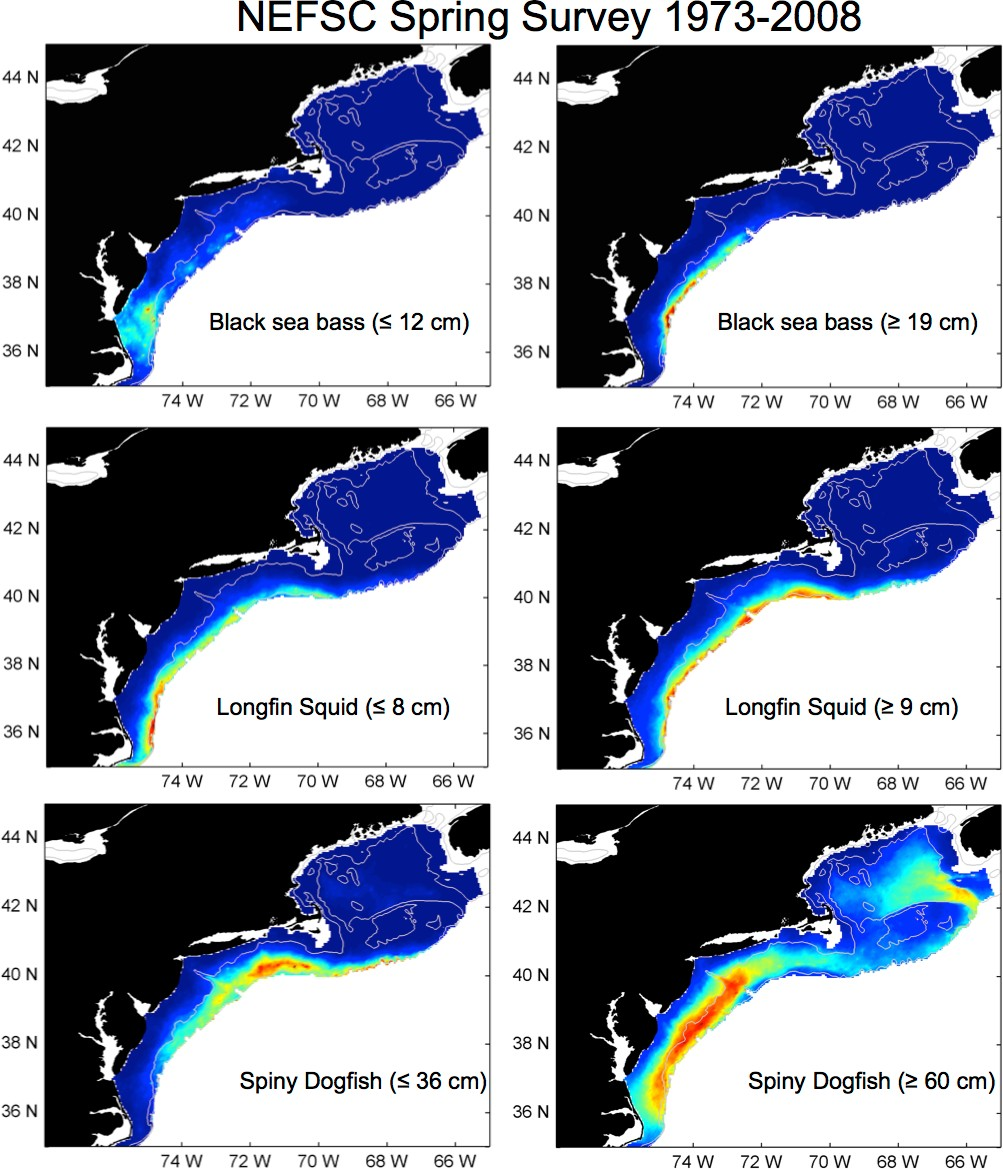 NEFSC Spring Survey 1973-2008
44 N
42 N
40 N
38 N
36 N
Black sea bass (≤ 12 cm)
74 W 72 W 70 W 68 W 66 W
44 N
42 N
40 N
38 N
36 N
Black sea bass (≥ 19 cm)
74 W 72 W 70 W 68 W 66 W
44 N
42 N
40 N
38 N
36 N
Longfin Squid (≤ 8 cm)
74 W 72 W 70 W 68 W 66 W
44 N
42 N
40 N
38 N
36 N
Longfin Squid (≥ 9 cm)
74 W 72 W 70 W 68 W 66 W
44 N
42 N
40 N
38 N
36 N
Spiny Dogfish (≤ 36 cm)
74 W 72 W 70 W 68 W 66 W
44 N
42 N
40 N
38 N
36 N
Spiny Dogfish (≥ 60 cm)
74 W 72 W 70 W 68 W 66 W